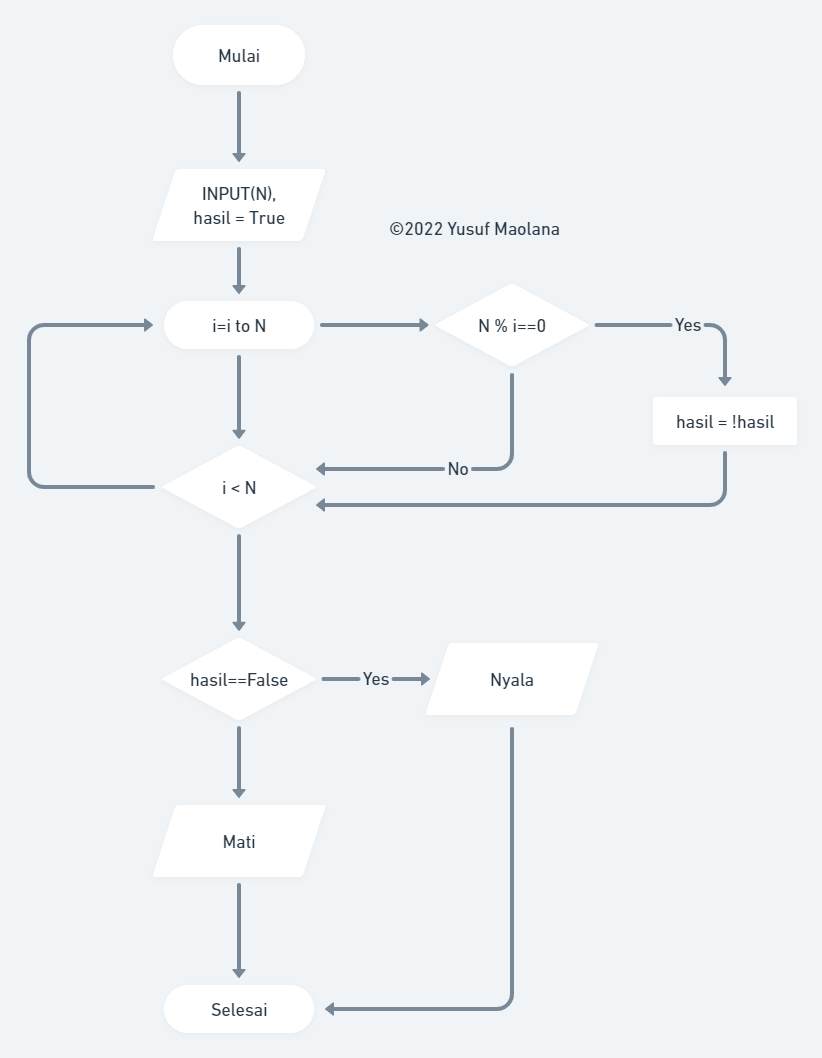 Mulai
INPUT(N),
hasil = True
©2022 Yusuf Maolana
i=i to N
N % i==0
Yes
hasil = !hasil
No
i < N
hasil==False
Yes
Nyala
Mati
Selesai